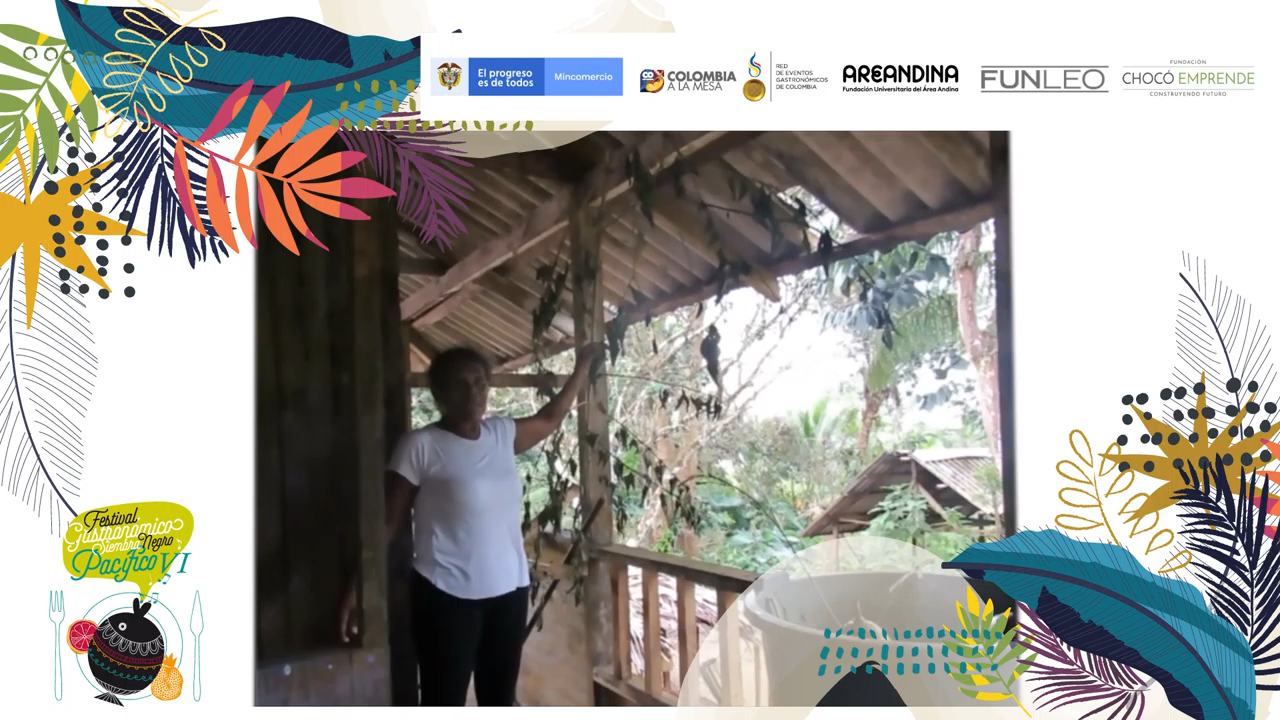 El progreso
es de todos
Mincomercio
CO
COLOMBIA
A LA MESA
RED
DE EVENTOS
GASTRONÓMICOS
DE COLOMBIA
AREANDINA
Fundación Universitaria del Área Andina
FUNLEO
FUNDACIÓN
CHOCÓ EMPRENDE
CONSTRUYENDO FUTURO
Festival
Gastronómico
Siembra Negro
Pacífico VI